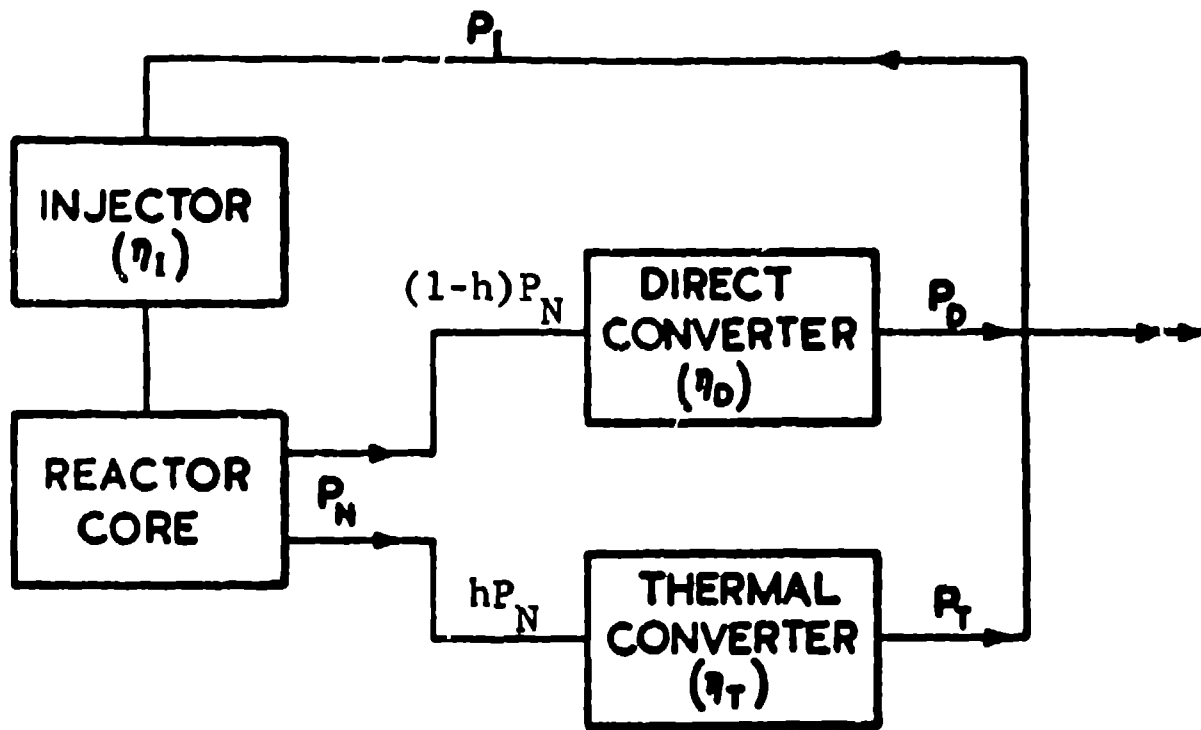 P_I
INJECTOR
(η_I)
(1-h)P_N
DIRECT
CONVERTER
(η_D)
P_D
REACTOR
CORE
P_N
hP_N
THERMAL
CONVERTER
(η_T)
P_T